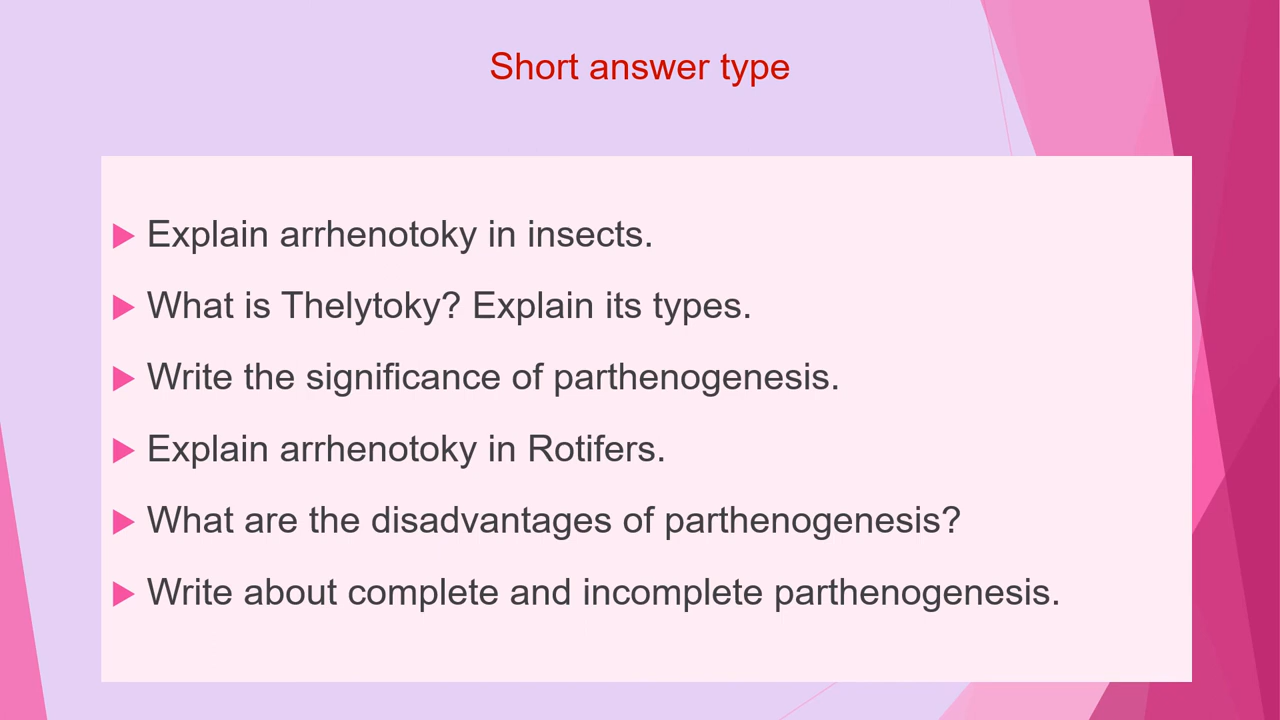 Short answer type
Explain arrhenotoky in insects.
What is Thelytoky? Explain its types.
Write the significance of parthenogenesis.
Explain arrhenotoky in Rotifers.
What are the disadvantages of parthenogenesis?
Write about complete and incomplete parthenogenesis.